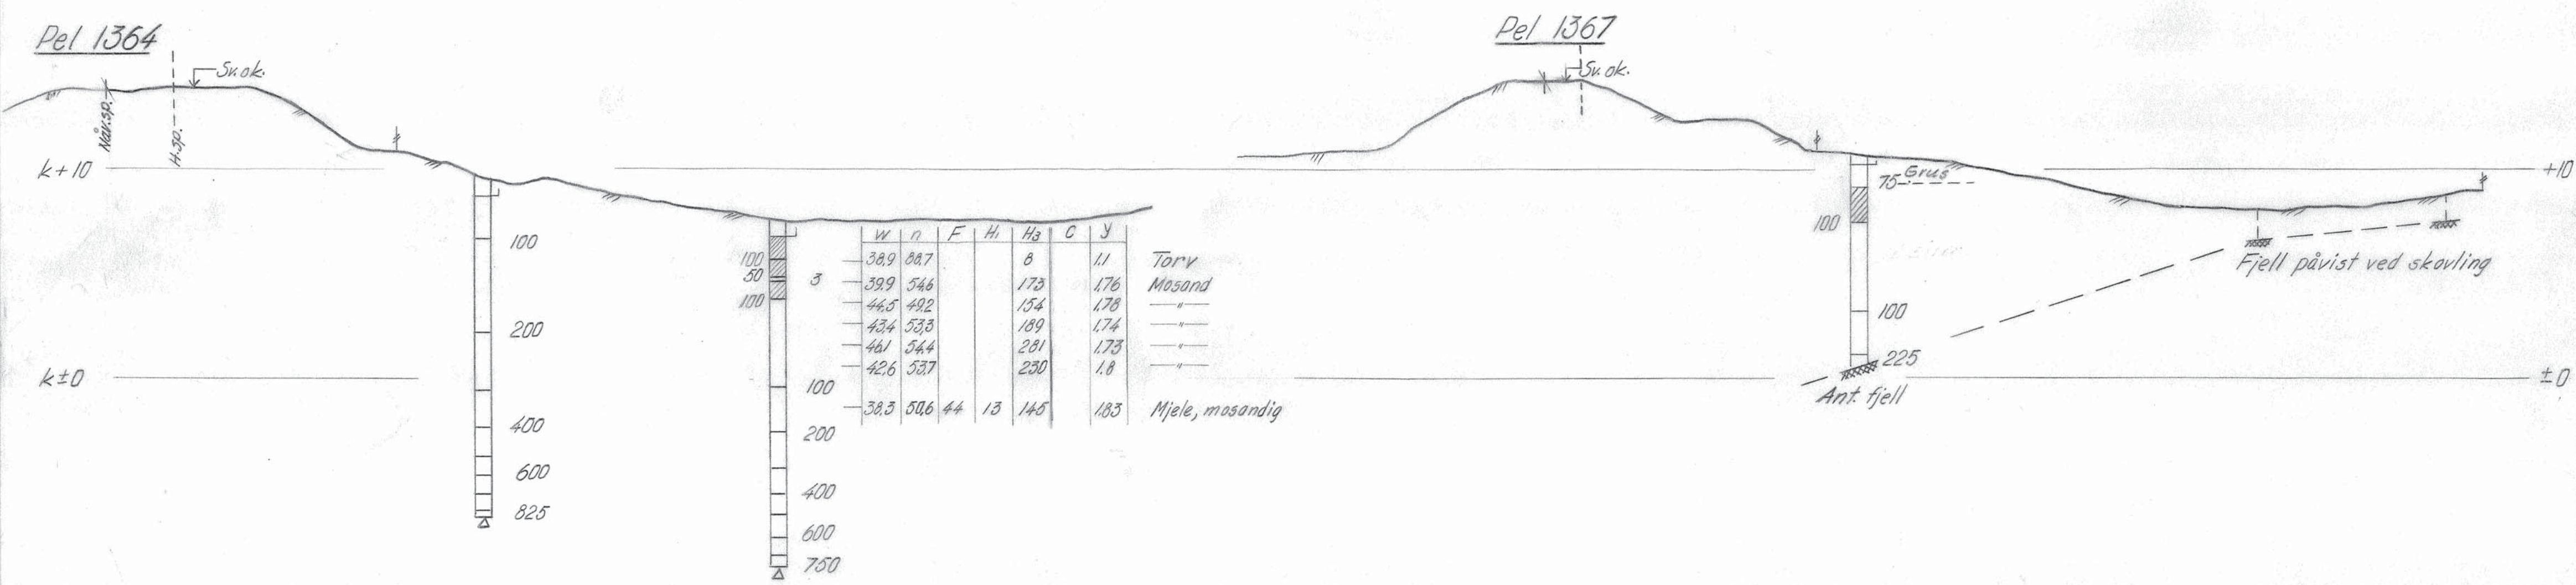 Pel 1364
Sv.ok.
Nåv.sp.
H.sp.
k+10
k±0
100
200
400
600
825
100
50
100
3
100
200
400
600
750
W n F H1 H3 C γ
38,9 88,7 8 1,1 Torv
39,9 54,6 173 1,76 Mosand
44,5 49,2 154 1,78 —"—
43,4 53,3 189 1,74 —"—
46,1 54,4 281 1,73 —"—
42,6 53,7 230 1,8 —"—
38,3 50,6 44 13 145 1,83 Mjele, mosandig
Pel 1367
Sv.ok.
+10
75 Grus
100
100
225
Ant. fjell
Fjell påvist ved skovling
±0